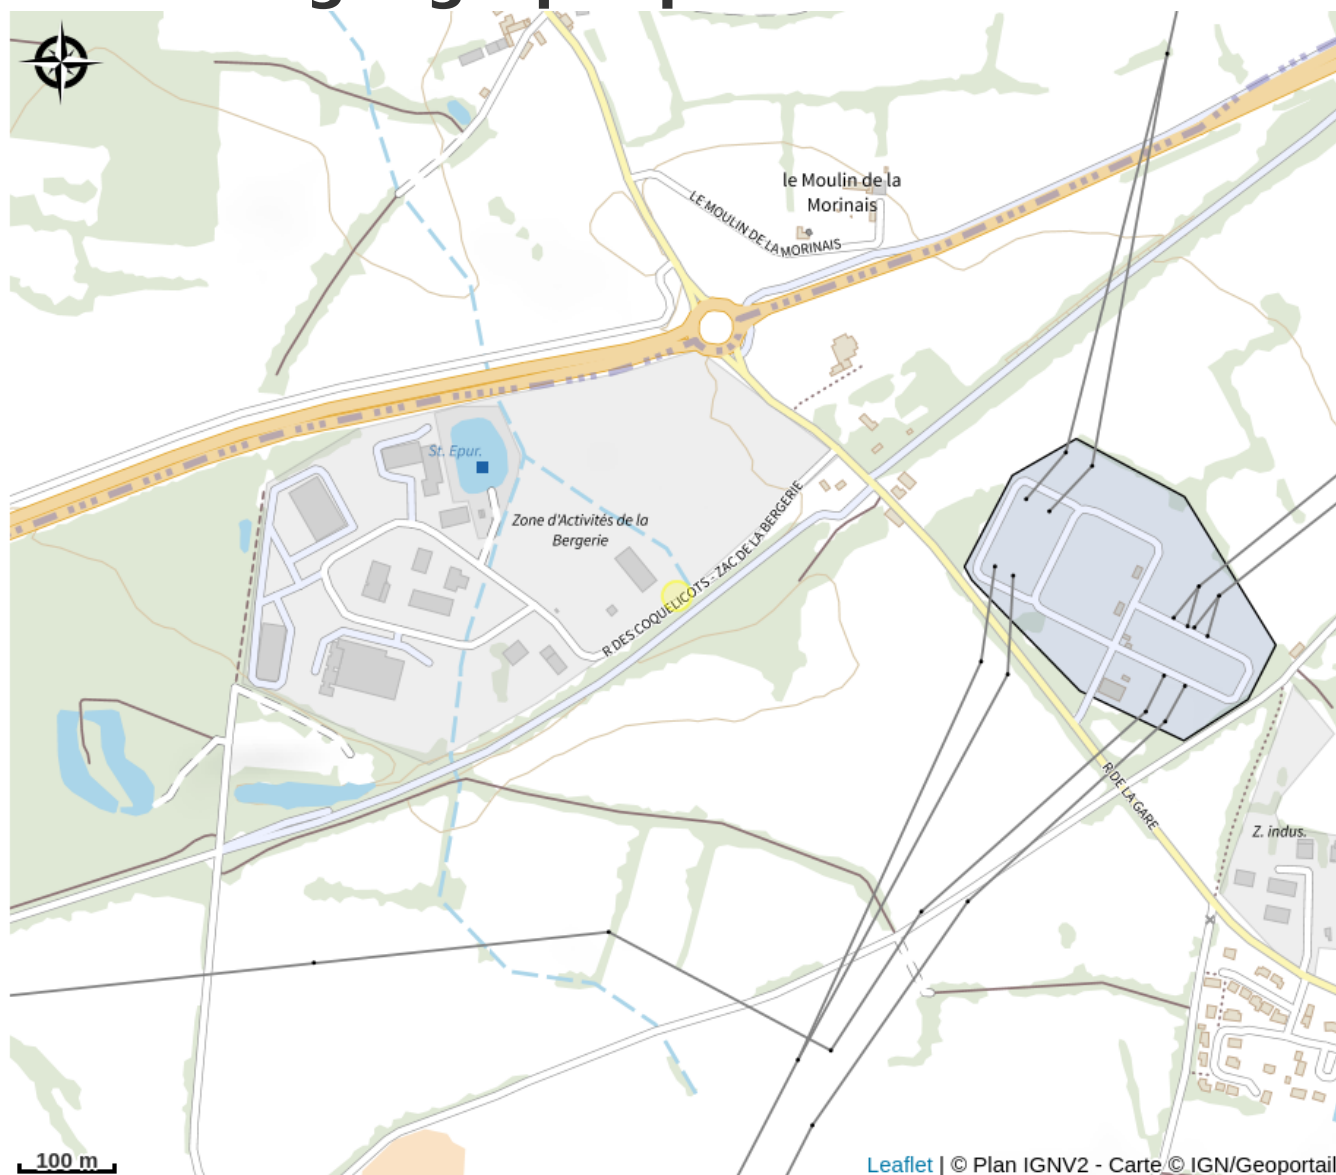 le Moulin de la
Morinais
LE MOULIN DE LA MORINAIS
St. Epur.
Zone d'Activités de la
Bergerie
R DES COQUELICOTS - ZAC DE LA BERGERIE
R DE LA GARE
Z. indus.
100 m
Leaflet | © Plan IGNV2 - Carte © IGN/Geoportail